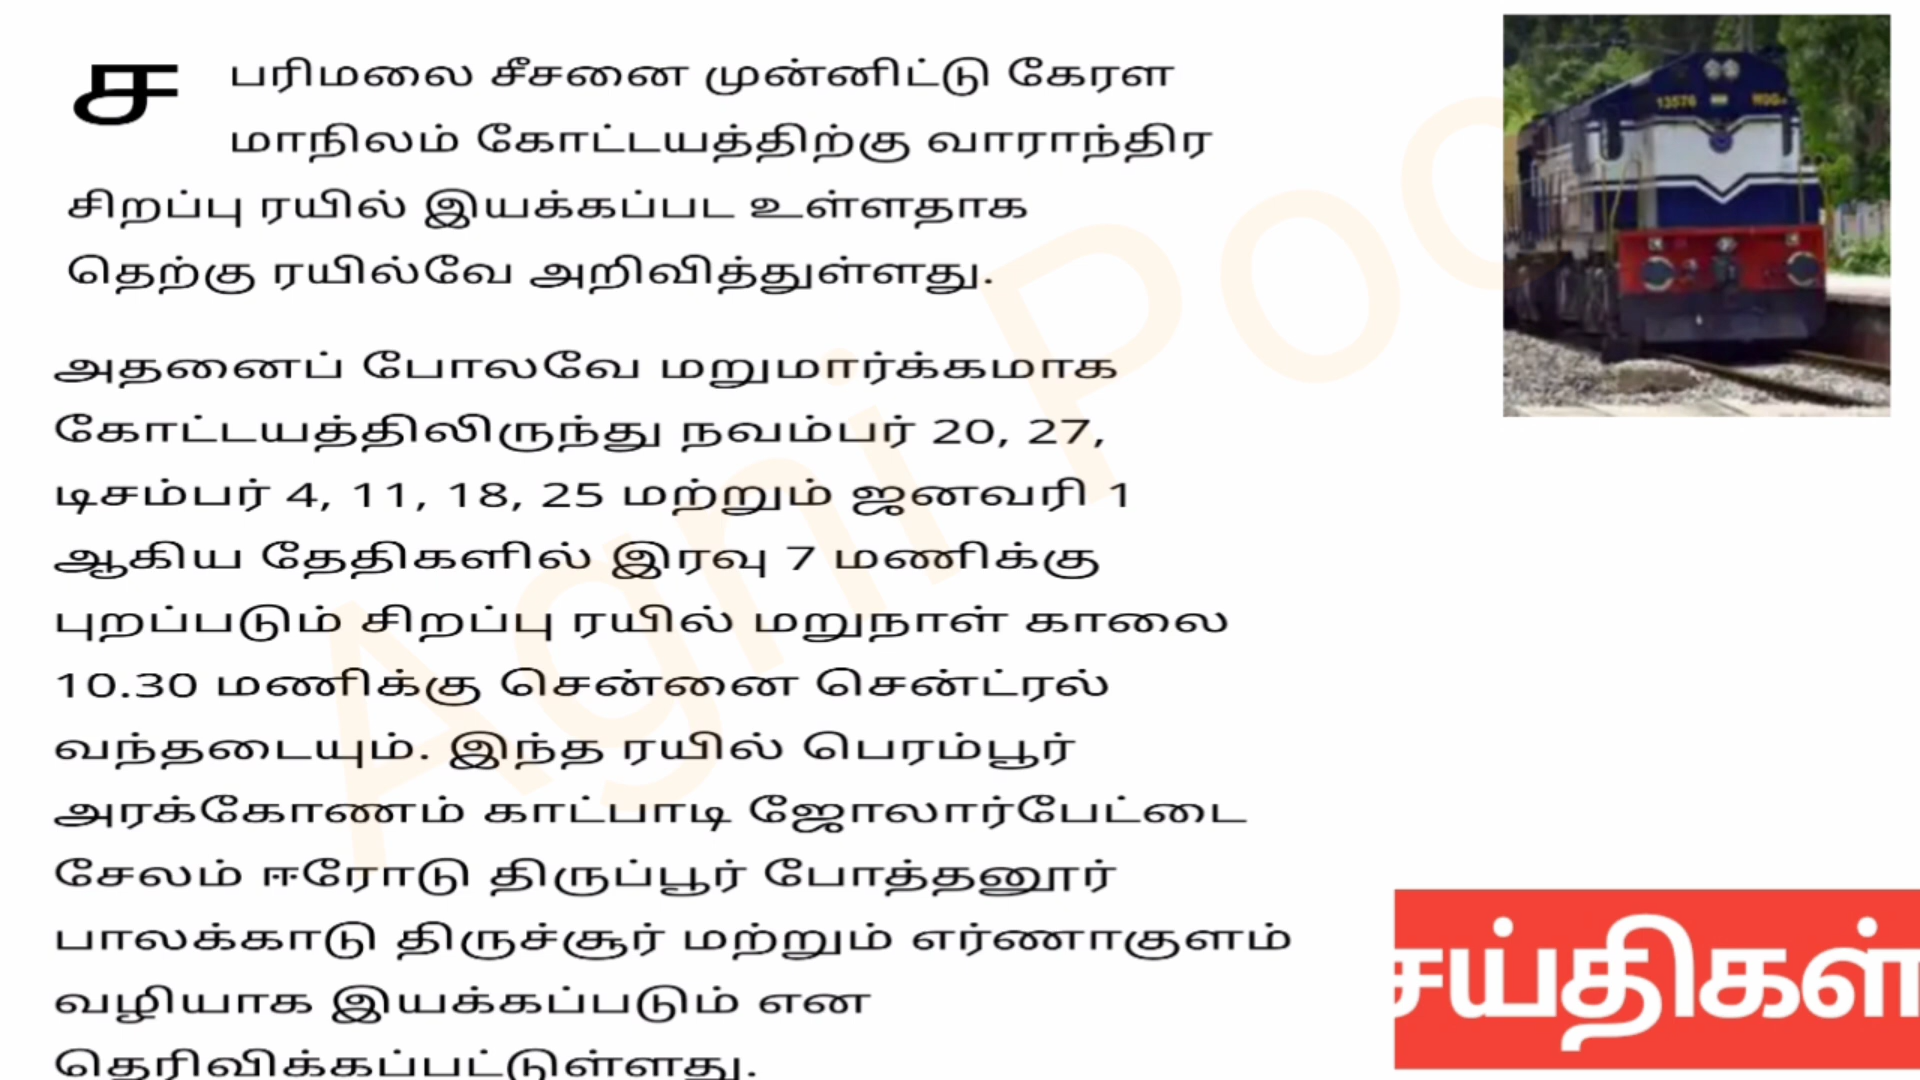 சபரிமலை சீசனை முன்னிட்டு கேரள
மாநிலம் கோட்டயத்திற்கு வாராந்திர
சிறப்பு ரயில் இயக்கப்பட உள்ளதாக
தெற்கு ரயில்வே அறிவித்துள்ளது.
அதனைப் போலவே மறுமார்க்கமாக
கோட்டயத்திலிருந்து நவம்பர் 20, 27,
டிசம்பர் 4, 11, 18, 25 மற்றும் ஜனவரி 1
ஆகிய தேதிகளில் இரவு 7 மணிக்கு
புறப்படும் சிறப்பு ரயில் மறுநாள் காலை
10.30 மணிக்கு சென்னை சென்ட்ரல்
வந்தடையும். இந்த ரயில் பெரம்பூர்
அரக்கோணம் காட்பாடி ஜோலார்பேட்டை
சேலம் ஈரோடு திருப்பூர் போத்தனூர்
பாலக்காடு திருச்சூர் மற்றும் எர்ணாகுளம்
வழியாக இயக்கப்படும் என
தெரிவிக்கப்பட்டுள்ளது.
13576
Agni
சய்திகள்